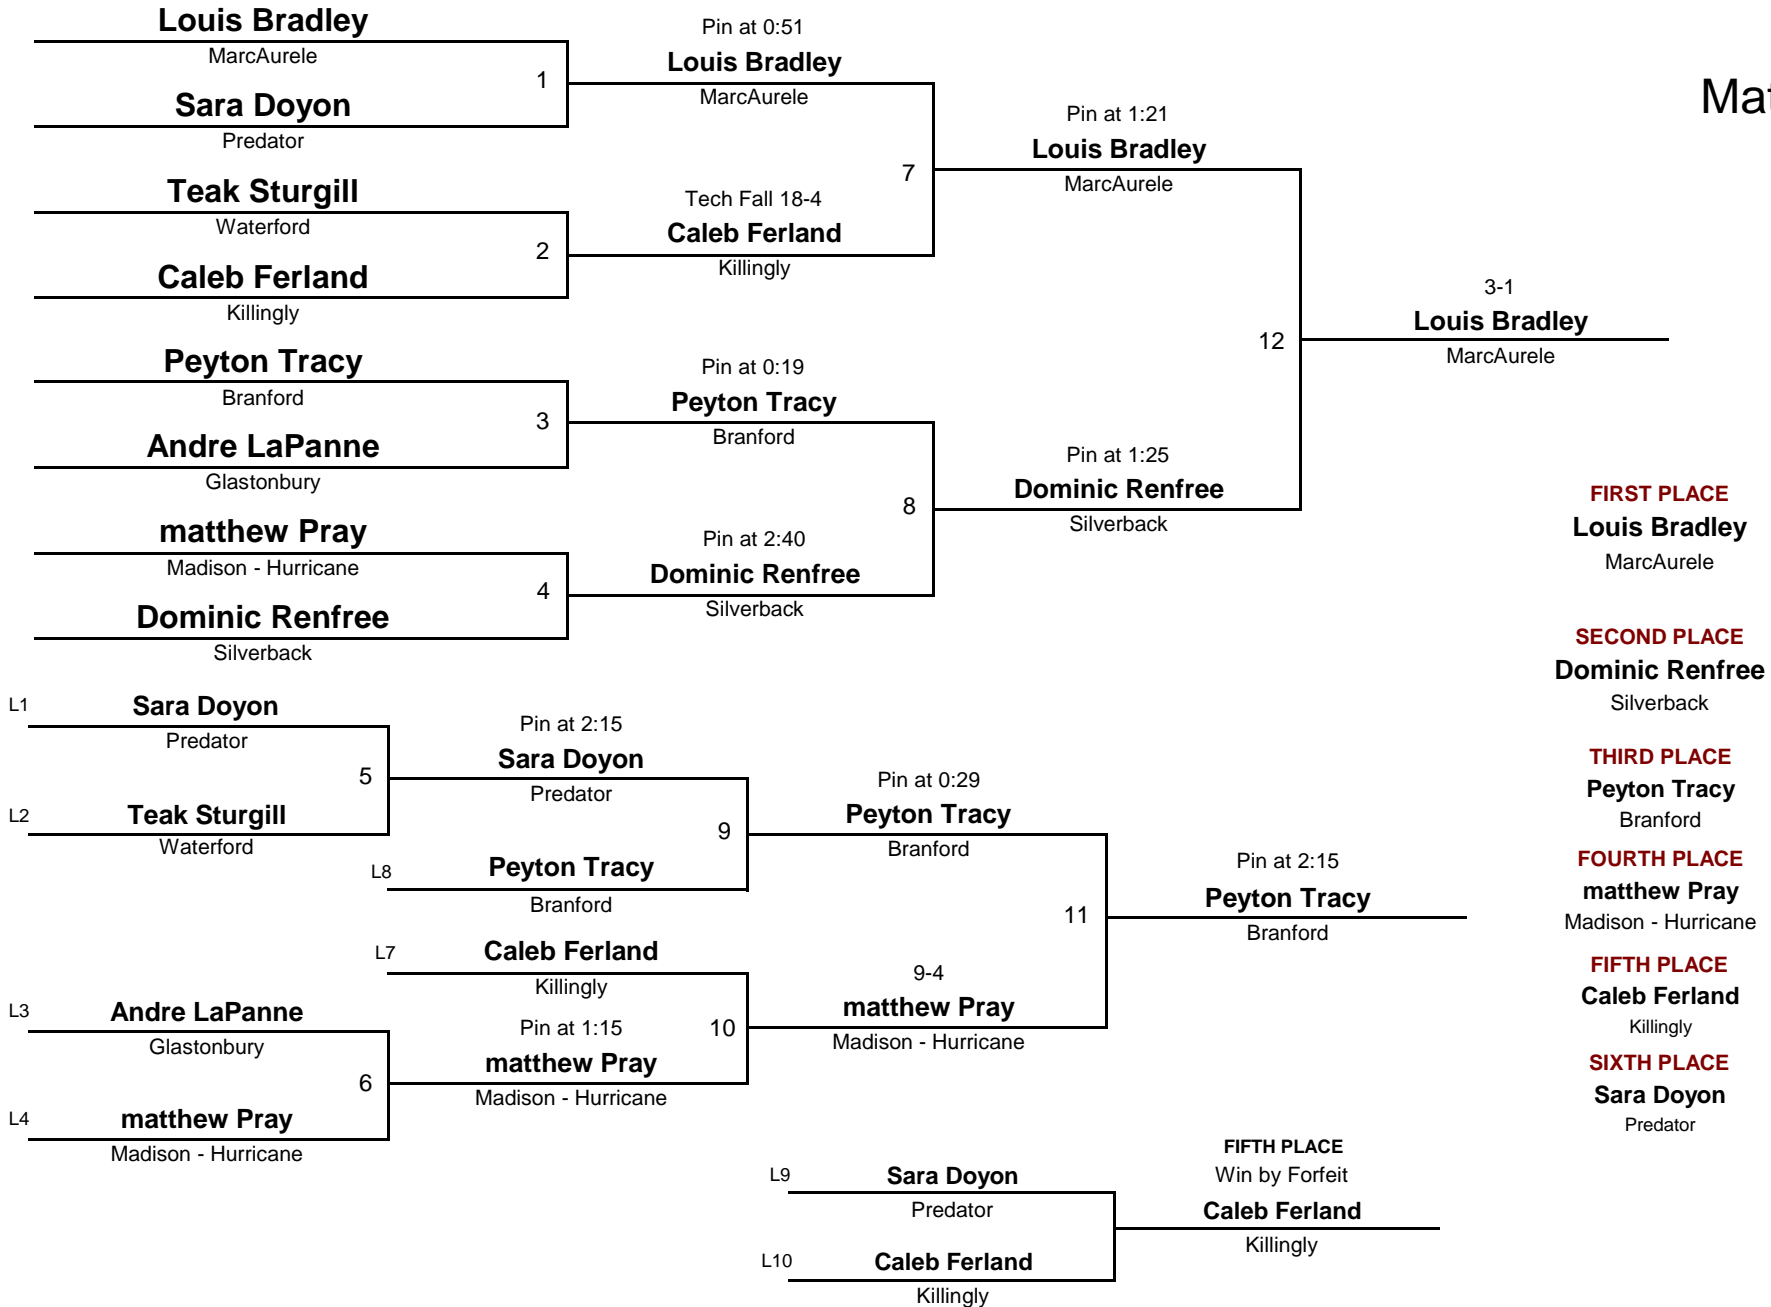 Louis Bradley
MarcAurele
1
Sara Doyon
Predator
Teak Sturgill
Waterford
2
Caleb Ferland
Killingly
Peyton Tracy
Branford
3
Andre LaPanne
Glastonbury
matthew Pray
Madison - Hurricane
4
Dominic Renfree
Silverback
Pin at 0:51
Louis Bradley
MarcAurele
7
Tech Fall 18-4
Caleb Ferland
Killingly
Pin at 0:19
Peyton Tracy
Branford
8
Pin at 2:40
Dominic Renfree
Silverback
Pin at 1:21
Louis Bradley
MarcAurele
12
Pin at 1:25
Dominic Renfree
Silverback
3-1
Louis Bradley
MarcAurele
L1
Sara Doyon
Predator
5
L2
Teak Sturgill
Waterford
L3
Andre LaPanne
Glastonbury
6
L4
matthew Pray
Madison - Hurricane
Pin at 2:15
Sara Doyon
Predator
9
L8
Peyton Tracy
Branford
L7
Caleb Ferland
Killingly
10
Pin at 1:15
matthew Pray
Madison - Hurricane
Pin at 0:29
Peyton Tracy
Branford
11
9-4
matthew Pray
Madison - Hurricane
Pin at 2:15
Peyton Tracy
Branford
L9
Sara Doyon
Predator
L10
Caleb Ferland
Killingly
FIFTH PLACE
Win by Forfeit
Caleb Ferland
Killingly
FIRST PLACE
Louis Bradley
MarcAurele
SECOND PLACE
Dominic Renfree
Silverback
THIRD PLACE
Peyton Tracy
Branford
FOURTH PLACE
matthew Pray
Madison - Hurricane
FIFTH PLACE
Caleb Ferland
Killingly
SIXTH PLACE
Sara Doyon
Predator